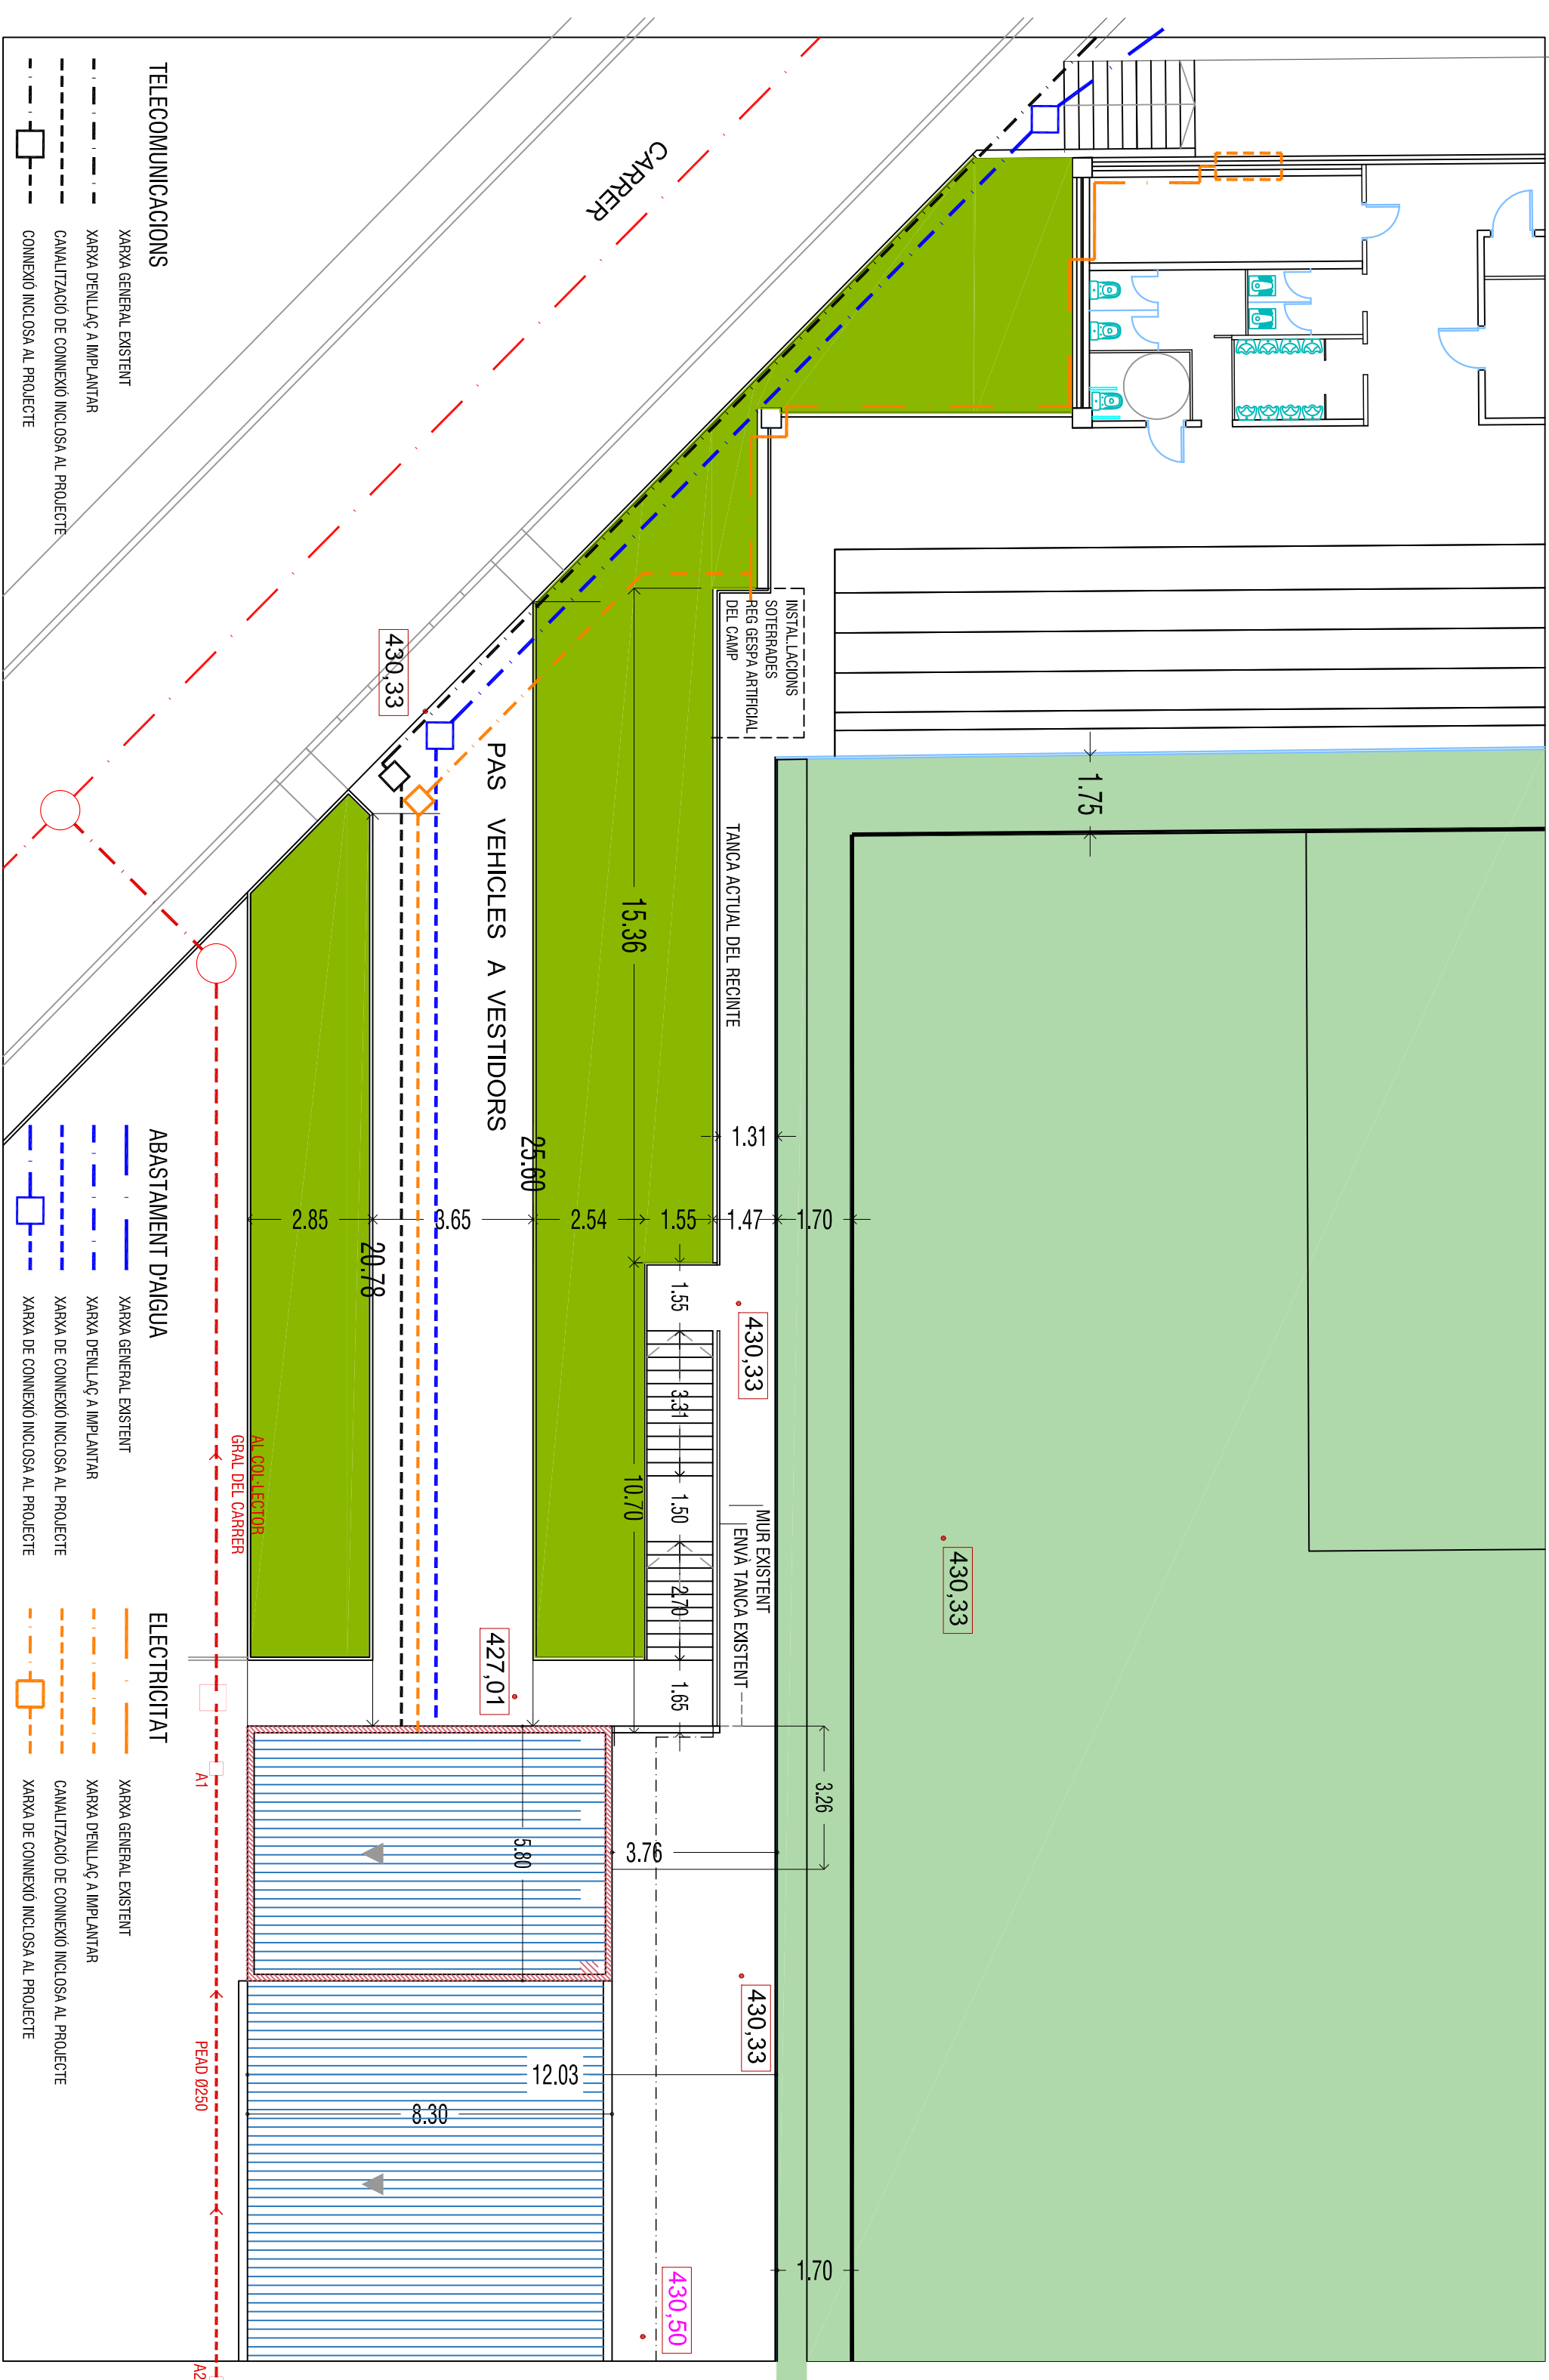 CARRER
INSTAL.LACIONS
SOTERRADES
REG GESPA ARTIFICIAL
DEL CAMP
430,33
PAS VEHICLES A VESTIDORS
TANCA ACTUAL DEL RECINTE
1.75
15.36
1.31
25.60
20.78
2.85
3.65
2.54
1.55
1.47
1.70
1.55
430,33
3.31
10.70
1.50
2.70
1.65
MUR EXISTENT
ENVÀ TANCA EXISTENT
430,33
427,01
3.26
3.76
5.80
430,33
12.03
8.30
1.70
430,50
AL COL·LECTOR
GRAL DEL CARRER
A1
PEAD Ø250
A2
TELECOMUNICACIONS
XARXA GENERAL EXISTENT
XARXA D'ENLLAÇ A IMPLANTAR
CANALITZACIÓ DE CONNEXIÓ INCLOSA AL PROJECTE
CONNEXIÓ INCLOSA AL PROJECTE
ABASTAMENT D'AIGUA
XARXA GENERAL EXISTENT
XARXA D'ENLLAÇ A IMPLANTAR
XARXA DE CONNEXIÓ INCLOSA AL PROJECTE
XARXA DE CONNEXIÓ INCLOSA AL PROJECTE
ELECTRICITAT
XARXA GENERAL EXISTENT
XARXA D'ENLLAÇ A IMPLANTAR
CANALITZACIÓ DE CONNEXIÓ INCLOSA AL PROJECTE
XARXA DE CONNEXIÓ INCLOSA AL PROJECTE